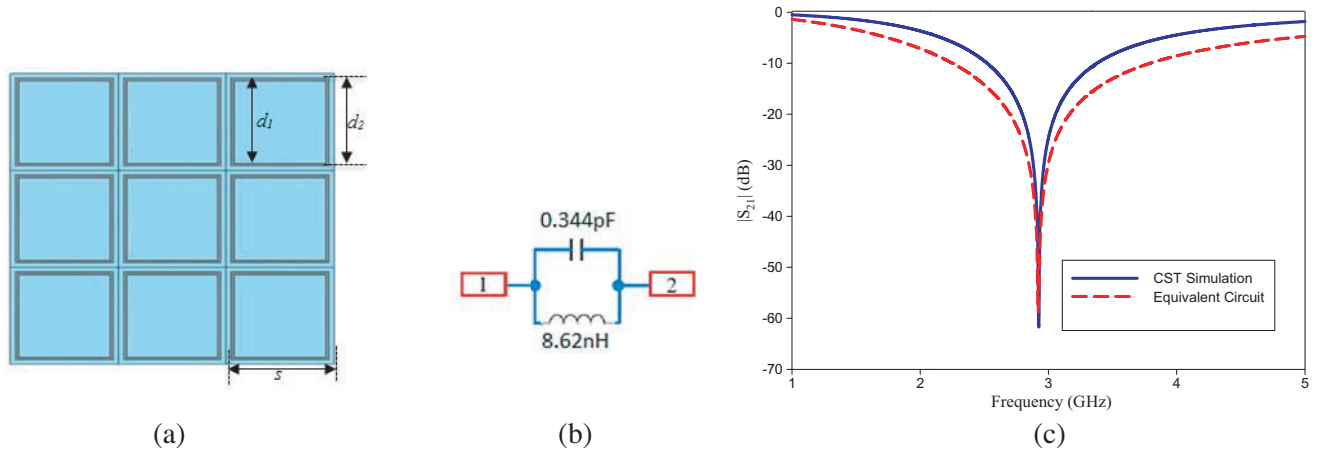 d1
d2
s
(a)
0.344pF
1
2
8.62nH
(b)
0
-10
-20
-30
-40
-50
-60
-70
|S21| (dB)
CST Simulation
Equivalent Circuit
1
2
3
4
5
Frequency (GHz)
(c)